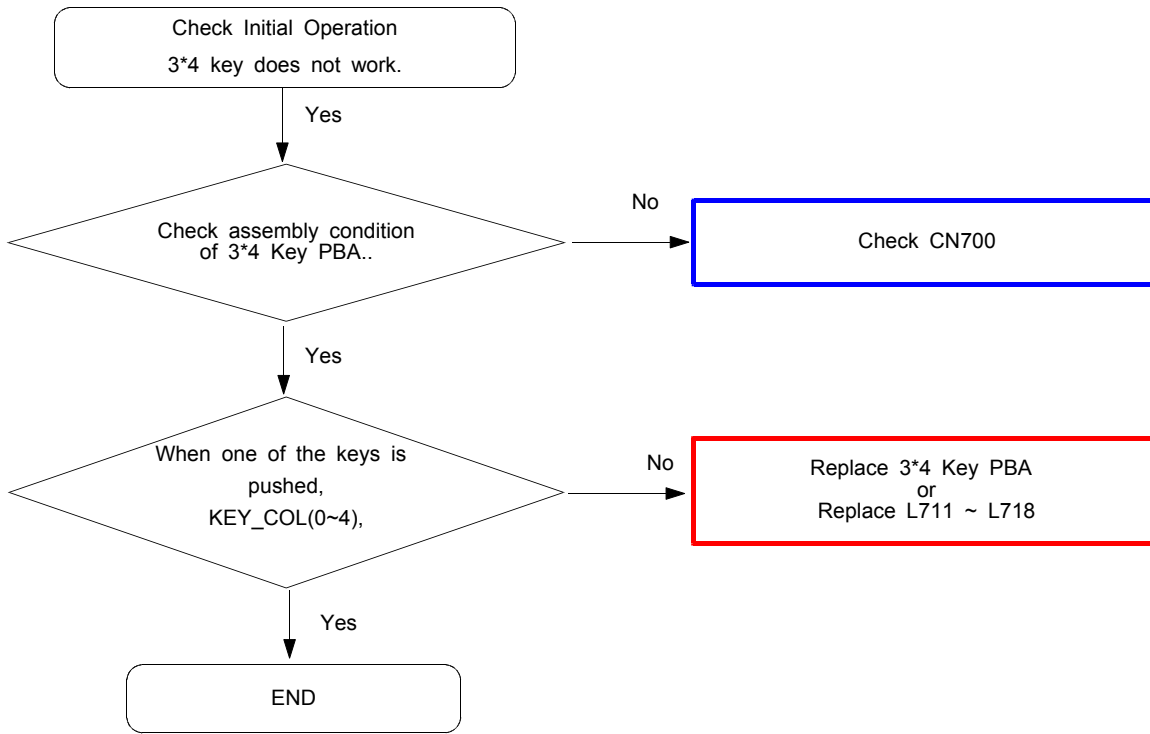 Check Initial Operation
3*4 key does not work.
Yes
Check assembly condition
of 3*4 Key PBA..
No
Check CN700
Yes
When one of the keys is
pushed,
KEY_COL(0~4),
No
Replace 3*4 Key PBA
or
Replace L711 ~ L718
Yes
END